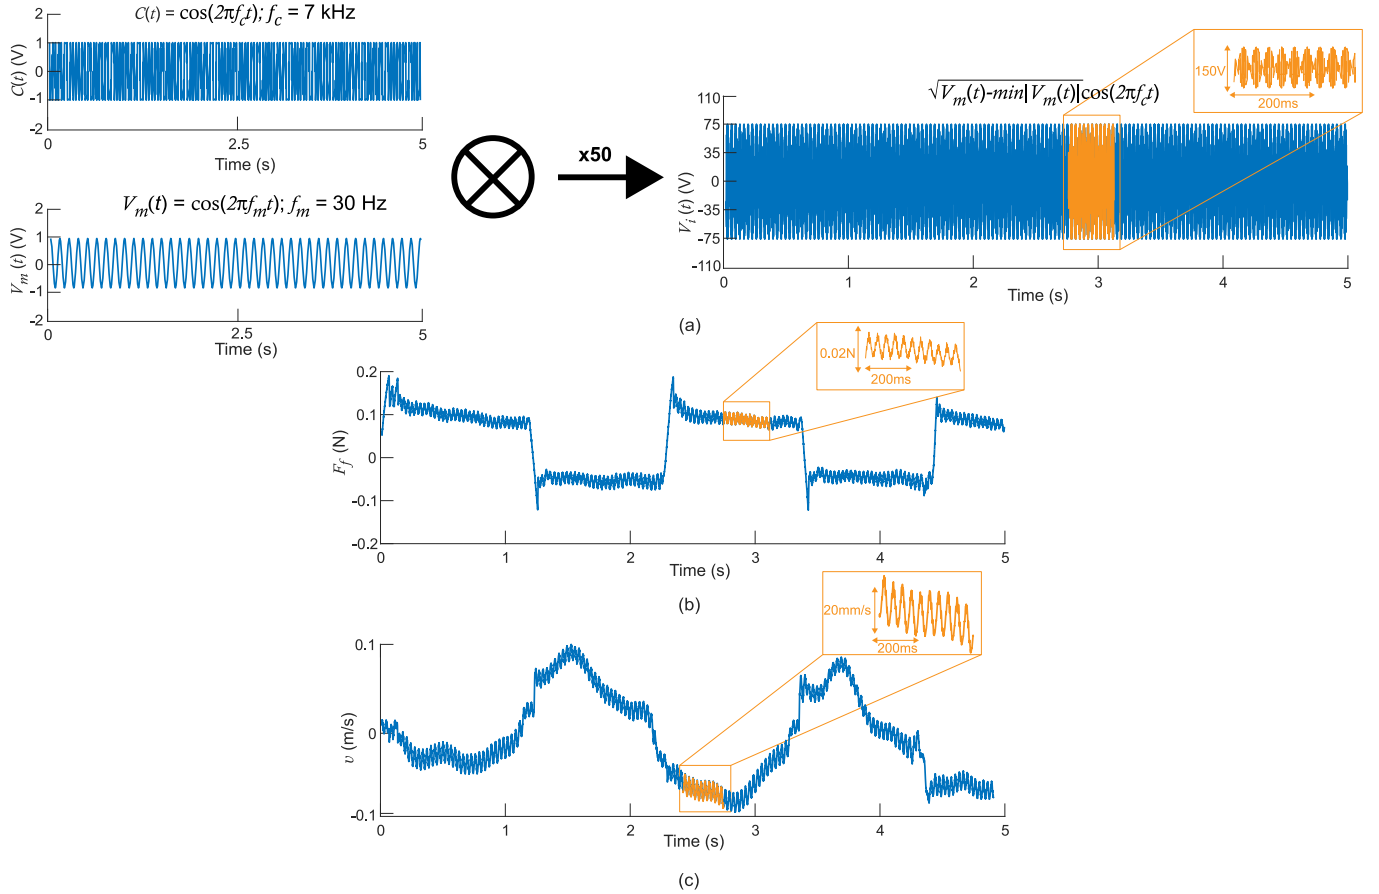 C(t) = cos(2πf_ct); f_c = 7 kHz
C(t) (V)
2
1
0
-1
-2
0 2.5 5
Time (s)
V_m(t) = cos(2πf_mt); f_m = 30 Hz
V_m(t) (V)
2
1
0
-1
-2
0 2.5 5
Time (s)
x50
√V_m(t)-min|V_m(t)|cos(2πf_ct)
150V
200ms
V_i(t) (V)
110
75
35
0
-35
-75
-110
0 1 2 3 4 5
Time (s)
(a)
0.02N
200ms
F_f (N)
0.2
0.1
0
-0.1
-0.2
0 1 2 3 4 5
Time (s)
(b)
20mm/s
200ms
υ (m/s)
0.1
0
-0.1
0 1 2 3 4 5
Time (s)
(c)